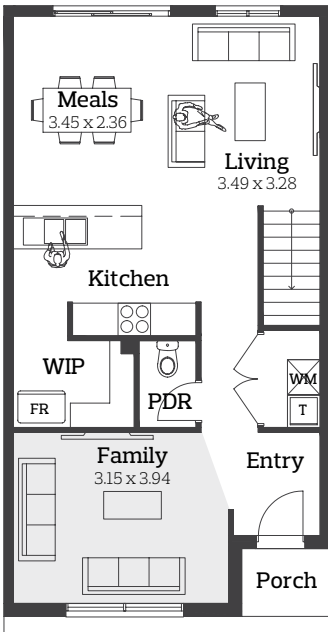 Meals
3.45 x 2.36
Living
3.49 x 3.28
Kitchen
WIP
FR
PDR
WM
T
Family
3.15 x 3.94
Entry
Porch